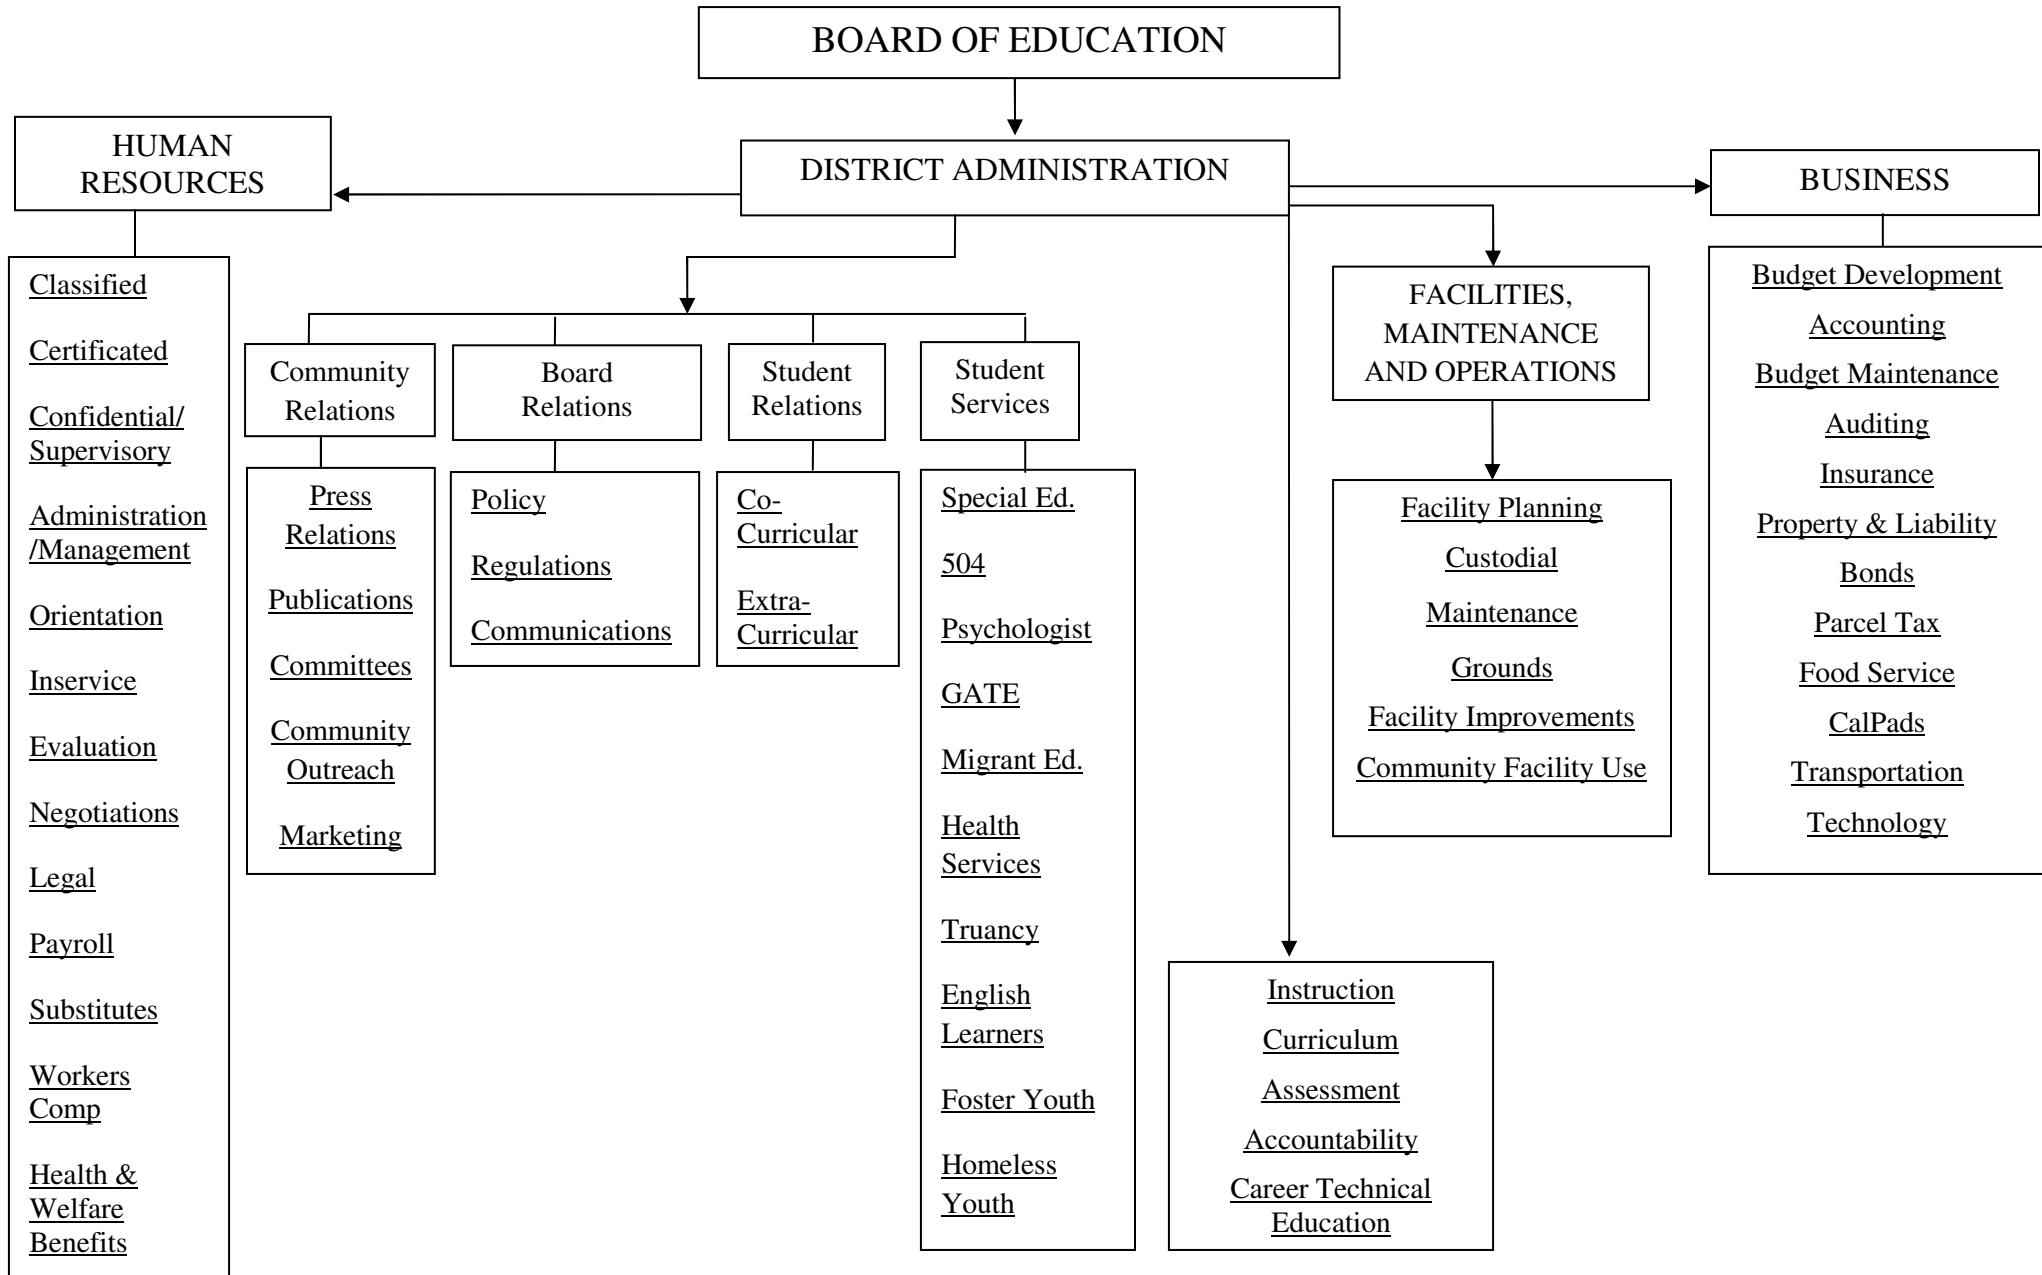 BOARD OF EDUCATION
HUMAN
RESOURCES
DISTRICT ADMINISTRATION
BUSINESS
Classified
Certificated
Confidential/
Supervisory
Administration
/Management
Orientation
Inservice
Evaluation
Negotiations
Legal
Payroll
Substitutes
Workers
Comp
Health &
Welfare
Benefits
Community
Relations
Press
Relations
Publications
Committees
Community
Outreach
Marketing
Board
Relations
Policy
Regulations
Communications
Student
Relations
Co-
Curricular
Extra-
Curricular
Student
Services
Special Ed.
504
Psychologist
GATE
Migrant Ed.
Health
Services
Truancy
English
Learners
Foster Youth
Homeless
Youth
Instruction
Curriculum
Assessment
Accountability
Career Technical
Education
FACILITIES,
MAINTENANCE
AND OPERATIONS
Facility Planning
Custodial
Maintenance
Grounds
Facility Improvements
Community Facility Use
Budget Development
Accounting
Budget Maintenance
Auditing
Insurance
Property & Liability
Bonds
Parcel Tax
Food Service
CalPads
Transportation
Technology